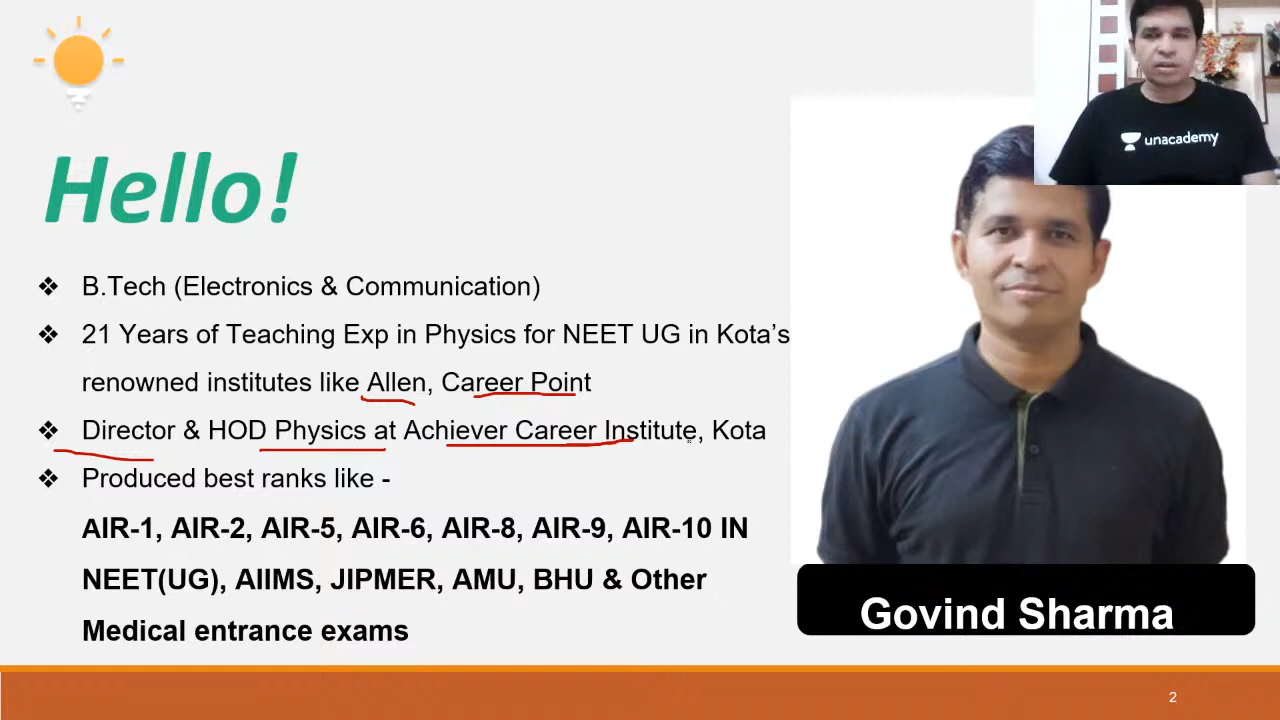 unacademy
Hello!
❖ B.Tech (Electronics & Communication)
❖ 21 Years of Teaching Exp in Physics for NEET UG in Kota’s
renowned institutes like Allen, Career Point
❖ Director & HOD Physics at Achiever Career Institute, Kota
❖ Produced best ranks like -
AIR-1, AIR-2, AIR-5, AIR-6, AIR-8, AIR-9, AIR-10 IN
NEET(UG), AIIMS, JIPMER, AMU, BHU & Other
Medical entrance exams
Govind Sharma
2